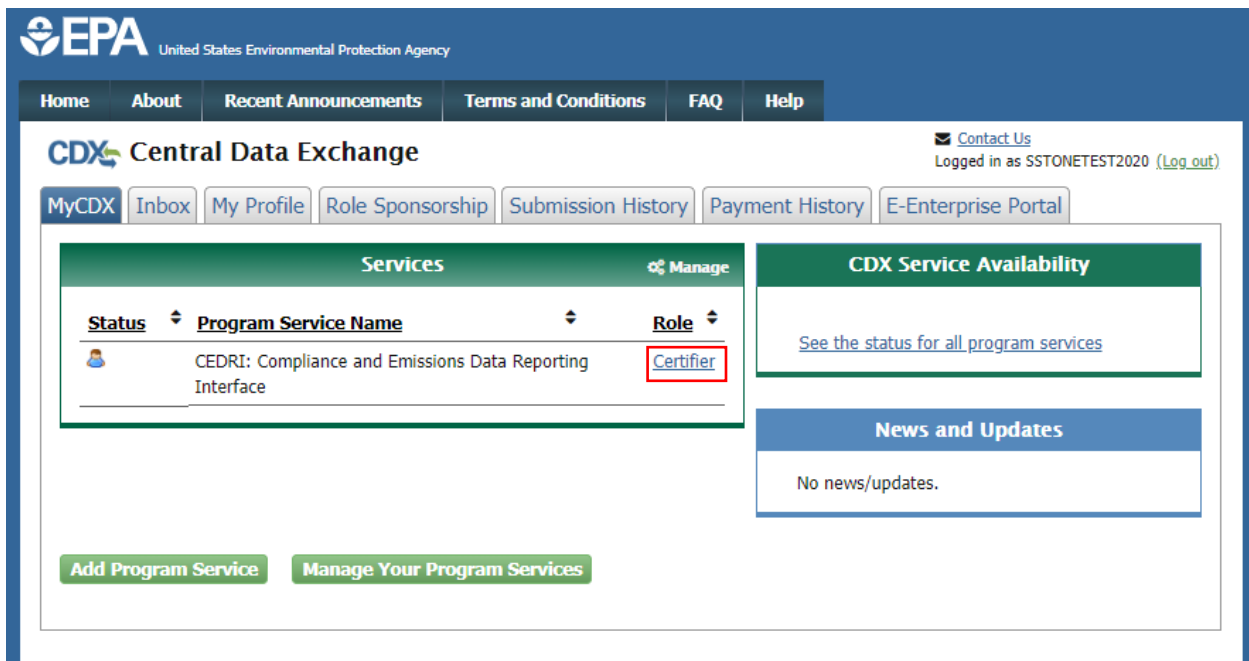 EPA United States Environmental Protection Agency
Home About Recent Announcements Terms and Conditions FAQ Help
CDX Central Data Exchange
Contact Us
Logged in as SSTONETEST2020 (Log out)
MyCDX Inbox My Profile Role Sponsorship Submission History Payment History E-Enterprise Portal
Services Manage
Status Program Service Name Role
CEDRI: Compliance and Emissions Data Reporting Interface Certifier
CDX Service Availability
See the status for all program services
News and Updates
No news/updates.
Add Program Service Manage Your Program Services